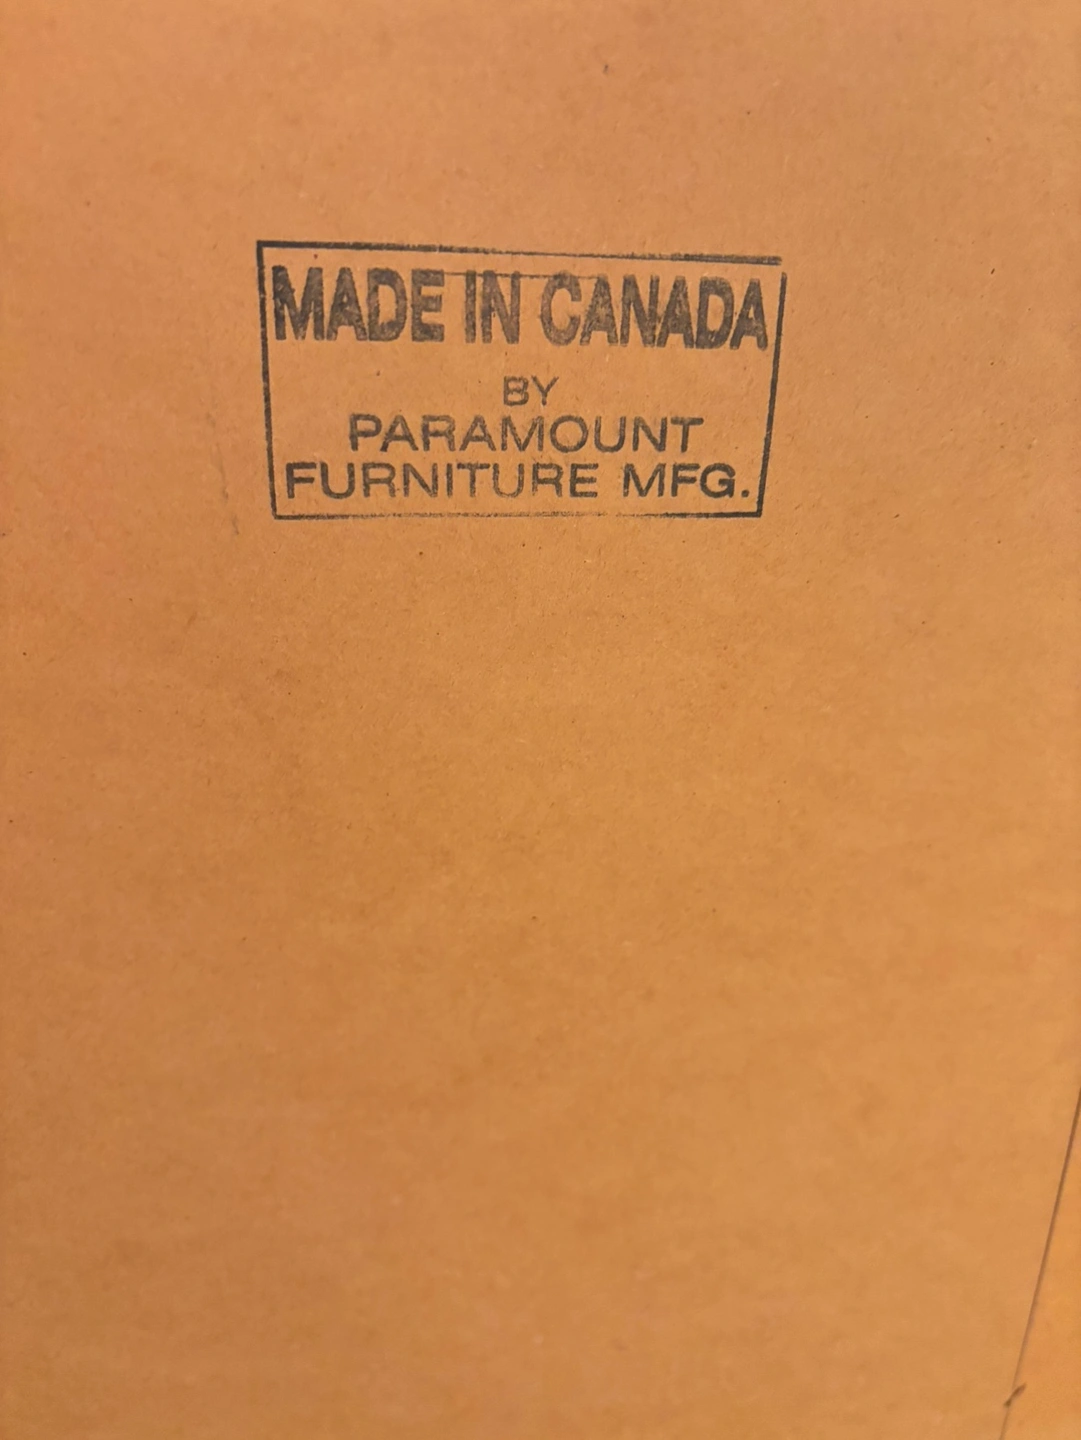 MADE IN CANADA
BY
PARAMOUNT
FURNITURE MFG.